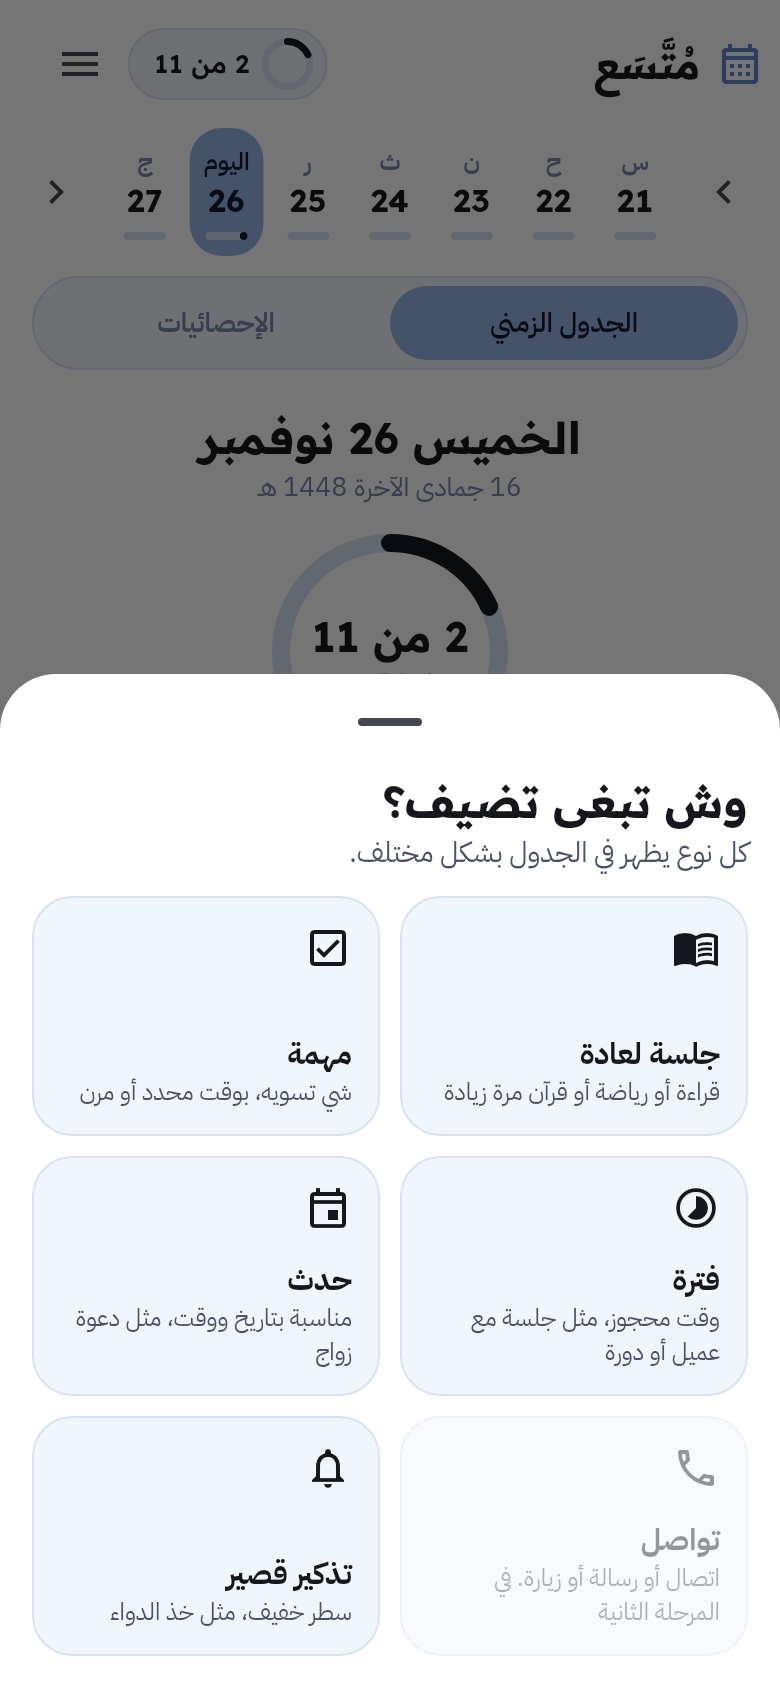 مُتَّسَع
2 من 11
س ح ن ث ر اليوم ج
21 22 23 24 25 26 27
الجدول الزمني
الإحصائيات
الخميس 26 نوفمبر
16 جمادى الآخرة 1448 هـ
2 من 11
وش تبغى تضيف؟
كل نوع يظهر في الجدول بشكل مختلف.
جلسة لعادة
قراءة أو رياضة أو قرآن مرة زيادة
مهمة
شي تسويه، بوقت محدد أو مرن
فترة
وقت محجوز، مثل جلسة مع
عميل أو دورة
حدث
مناسبة بتاريخ ووقت، مثل دعوة
زواج
تواصل
اتصال أو رسالة أو زيارة. في
المرحلة الثانية
تذكير قصير
سطر خفيف، مثل خذ الدواء